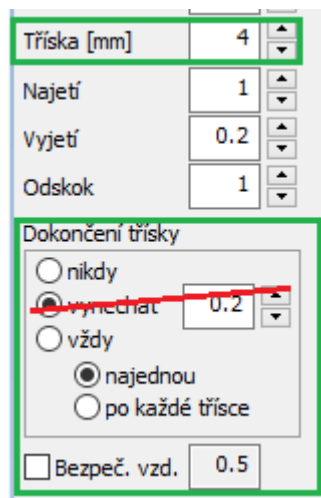 Tříska [mm] 4
Najetí 1
Vyjetí 0.2
Odskok 1
Dokončení třísky
nikdy
vynechat 0.2
vždy
najednou
po každé třísce
Bezpeč. vzd. 0.5